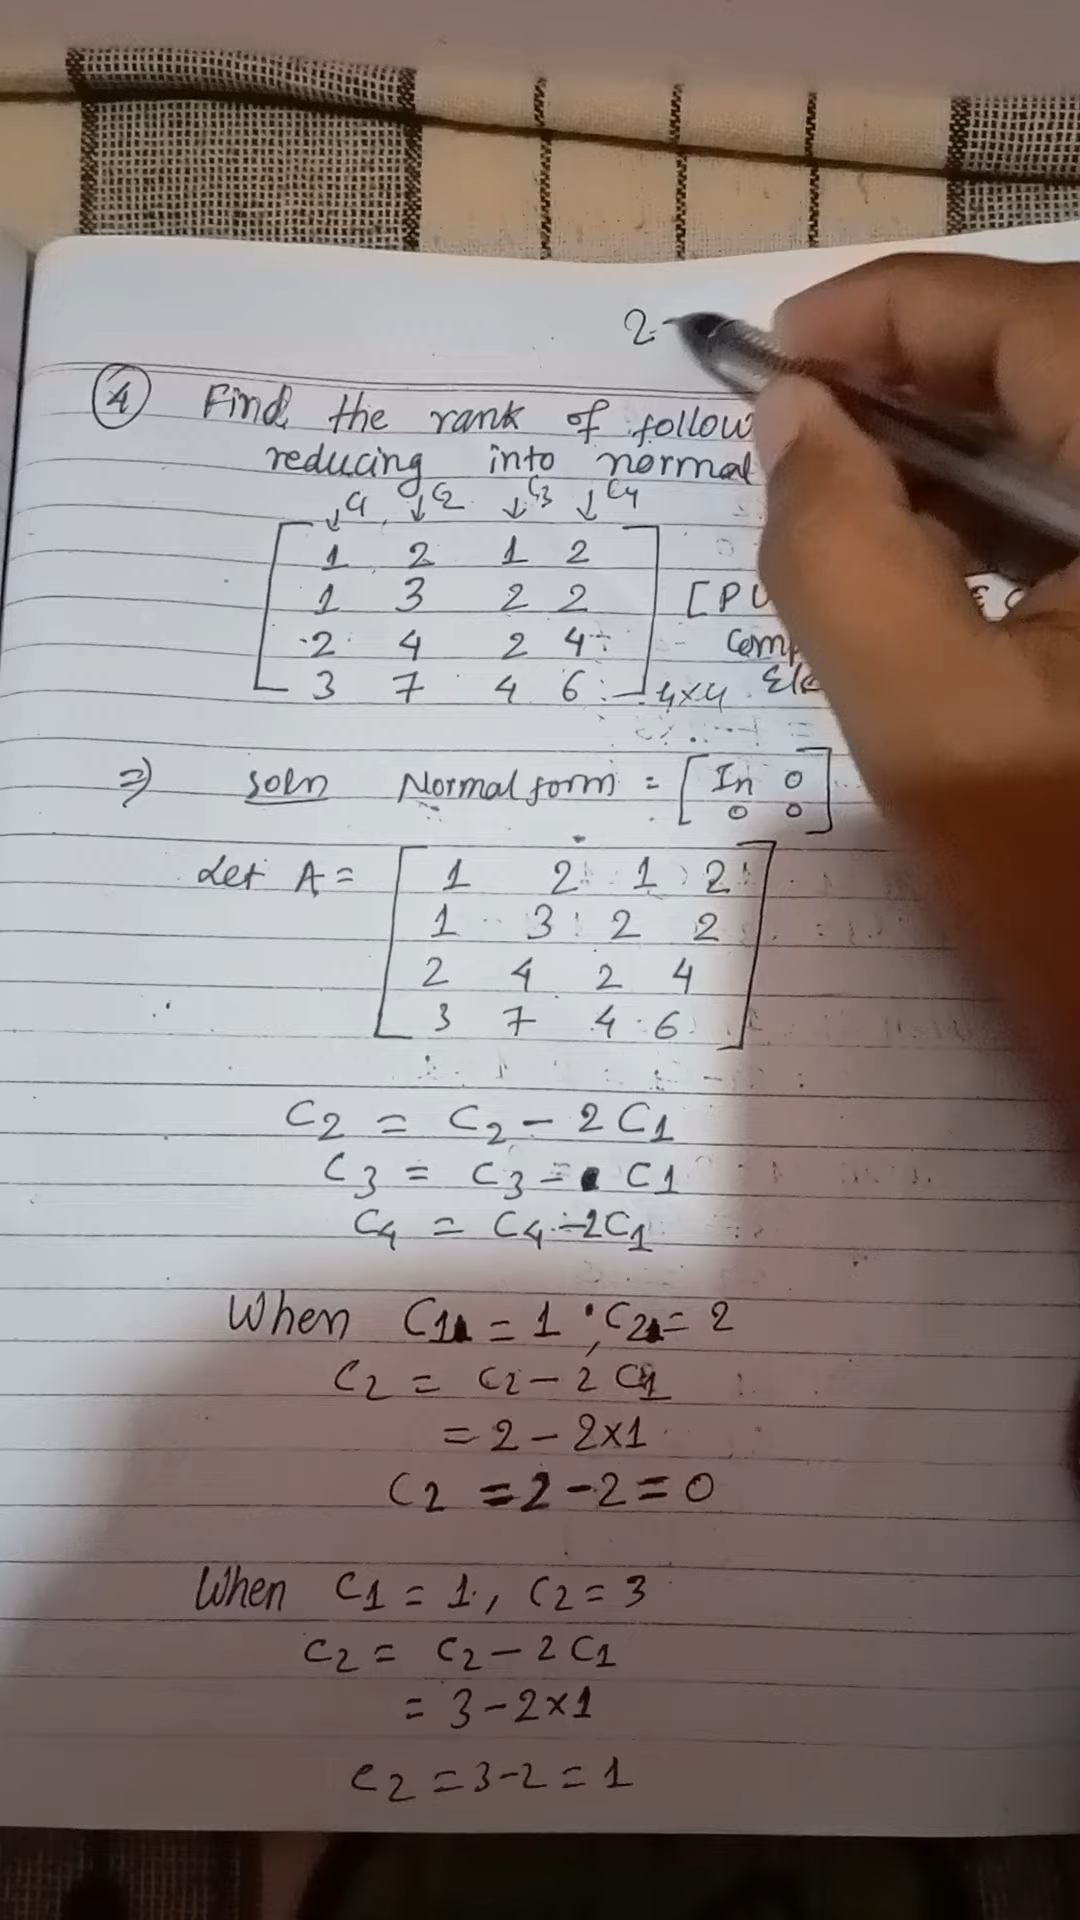 2-
④ Find the rank of follow
reducing into normal
↓C1 ↓C2 ↓C3 ↓C4
1 2 1 2
1 3 2 2 [PU
2 4 2 4 Comp
3 7 4 6 4×4 Ele
⇒ Soln Normal form = [In 0
0 0]
Let A = [1 2 1 2
1 3 2 2
2 4 2 4
3 7 4 6]
C2 = C2 - 2C1
C3 = C3 - C1
C4 = C4 - 2C1
When C1 = 1, C2 = 2
C2 = C2 - 2C1
= 2 - 2×1
C2 = 2-2 = 0
When C1 = 1, C2 = 3
C2 = C2 - 2C1
= 3 - 2×1
C2 = 3-2 = 1